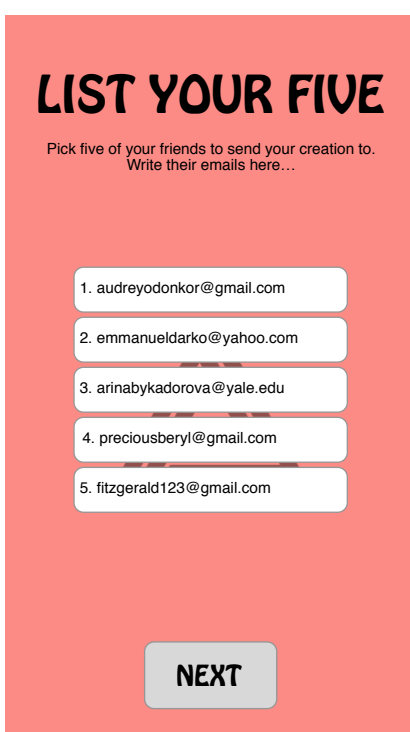 LIST YOUR FIVE
Pick five of your friends to send your creation to.
Write their emails here…
1. audreyodonkor@gmail.com
2. emmanueldarko@yahoo.com
3. arinabykadorova@yale.edu
4. preciousberyl@gmail.com
5. fitzgerald123@gmail.com
NEXT